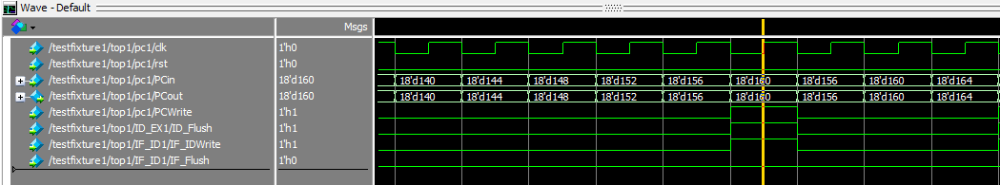 Wave - Default
Msgs
/testfixture1/top1/pc1/clk 1'h0
/testfixture1/top1/pc1/rst 1'h0
/testfixture1/top1/pc1/PCin 18'd160 18'd140 18'd144 18'd148 18'd152 18'd156 18'd160 18'd156 18'd160 18'd164
/testfixture1/top1/pc1/PCout 18'd160 18'd140 18'd144 18'd148 18'd152 18'd156 18'd160 18'd156 18'd160 18'd164
/testfixture1/top1/pc1/PCWrite 1'h1
/testfixture1/top1/ID_EX1/ID_Flush 1'h1
/testfixture1/top1/IF_ID1/IF_IDWrite 1'h1
/testfixture1/top1/IF_ID1/IF_Flush 1'h0